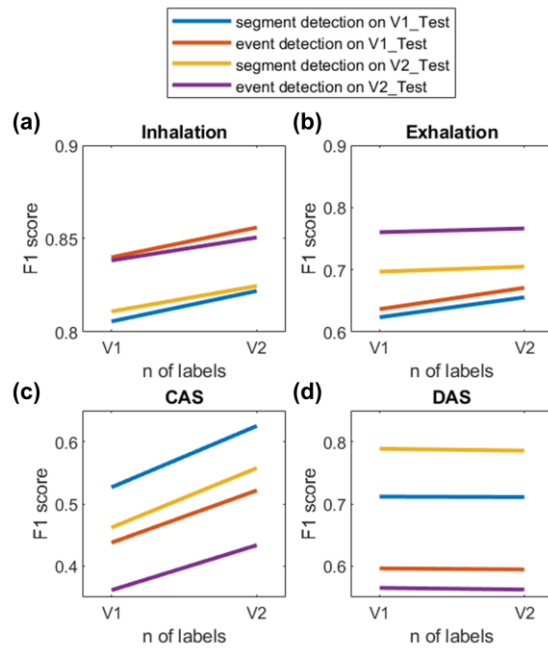 segment detection on V1_Test
event detection on V1_Test
segment detection on V2_Test
event detection on V2_Test
(a)
Inhalation
0.9
0.85
0.8
F1 score
V1
V2
n of labels
(b)
Exhalation
0.9
0.8
0.7
0.6
F1 score
V1
V2
n of labels
(c)
CAS
0.6
0.5
0.4
F1 score
V1
V2
n of labels
(d)
DAS
0.8
0.7
0.6
F1 score
V1
V2
n of labels